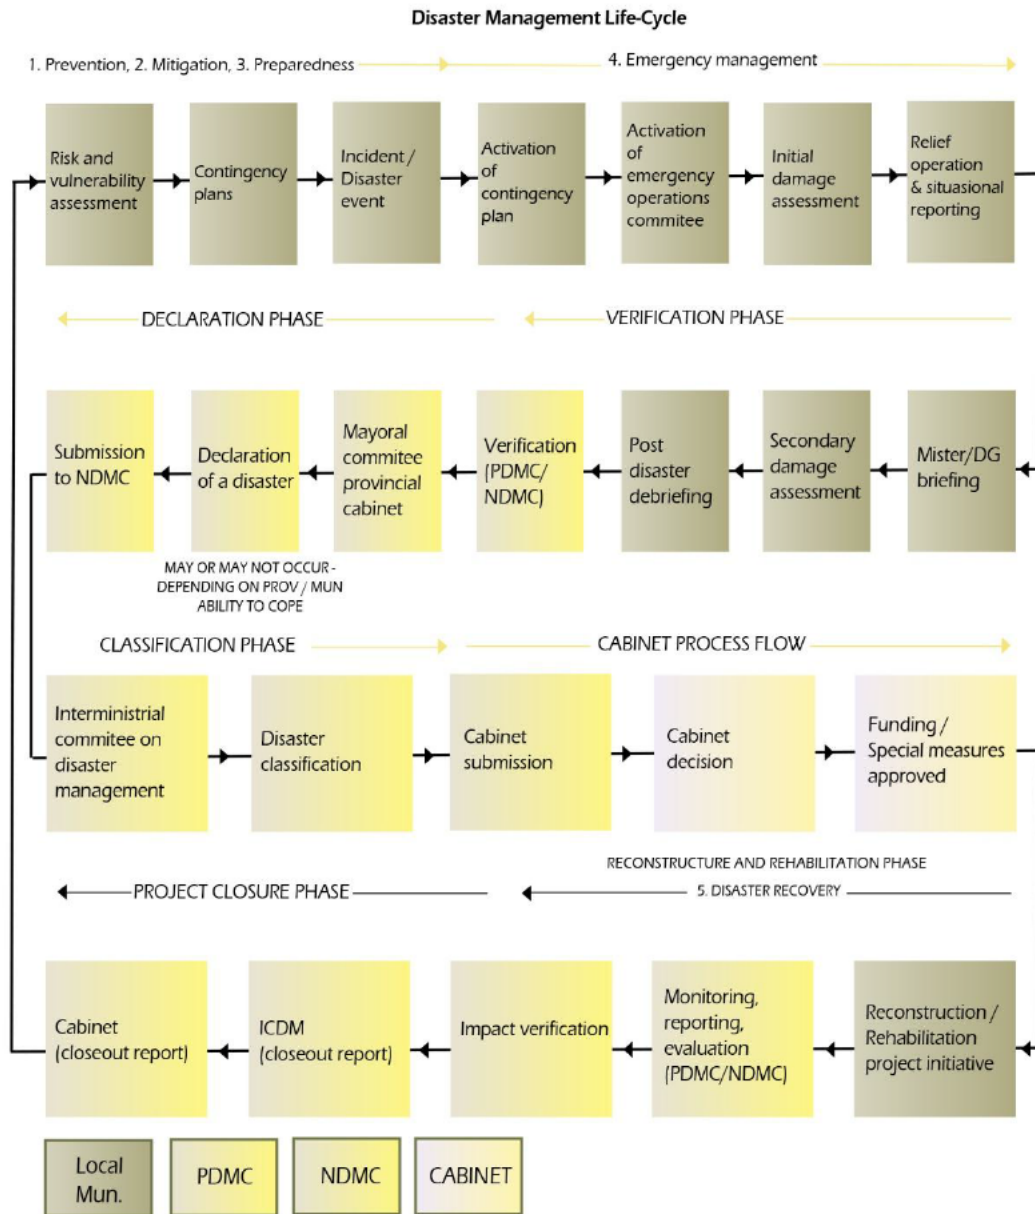 Disaster Management Life-Cycle
1. Prevention, 2. Mitigation, 3. Preparedness
4. Emergency management
Risk and
vulnerability
assessment
Contingency
plans
Incident /
Disaster
event
Activation
of
contingency
plan
Activation
of
emergency
operations
commitee
Initial
damage
assessment
Relief
operation
& situasional
reporting
DECLARATION PHASE
VERIFICATION PHASE
Submission
to NDMC
Declaration
of a disaster
Mayoral
commitee
provincial
cabinet
Verification
(PDMC/
NDMC)
Post
disaster
debriefing
Secondary
damage
assessment
Mister/DG
briefing
MAY OR MAY NOT OCCUR -
DEPENDING ON PROV / MUN
ABILITY TO COPE
CLASSIFICATION PHASE
CABINET PROCESS FLOW
Interministrial
commitee on
disaster
management
Disaster
classification
Cabinet
submission
Cabinet
decision
Funding /
Special measures
approved
RECONSTRUCTURE AND REHABILITATION PHASE
PROJECT CLOSURE PHASE
5. DISASTER RECOVERY
Cabinet
(closeout report)
ICDM
(closeout report)
Impact verification
Monitoring,
reporting,
evaluation
(PDMC/NDMC)
Reconstruction /
Rehabilitation
project initiative
Local
Mun.
PDMC
NDMC
CABINET